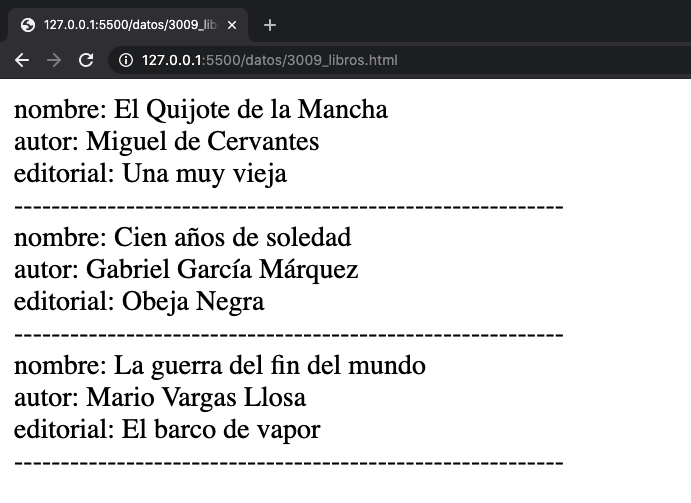 127.0.0.1:5500/datos/3009_lib
127.0.0.1:5500/datos/3009_libros.html
nombre: El Quijote de la Mancha
autor: Miguel de Cervantes
editorial: Una muy vieja
-----------------------------------------------------------
nombre: Cien años de soledad
autor: Gabriel García Márquez
editorial: Obeja Negra
-----------------------------------------------------------
nombre: La guerra del fin del mundo
autor: Mario Vargas Llosa
editorial: El barco de vapor
-----------------------------------------------------------